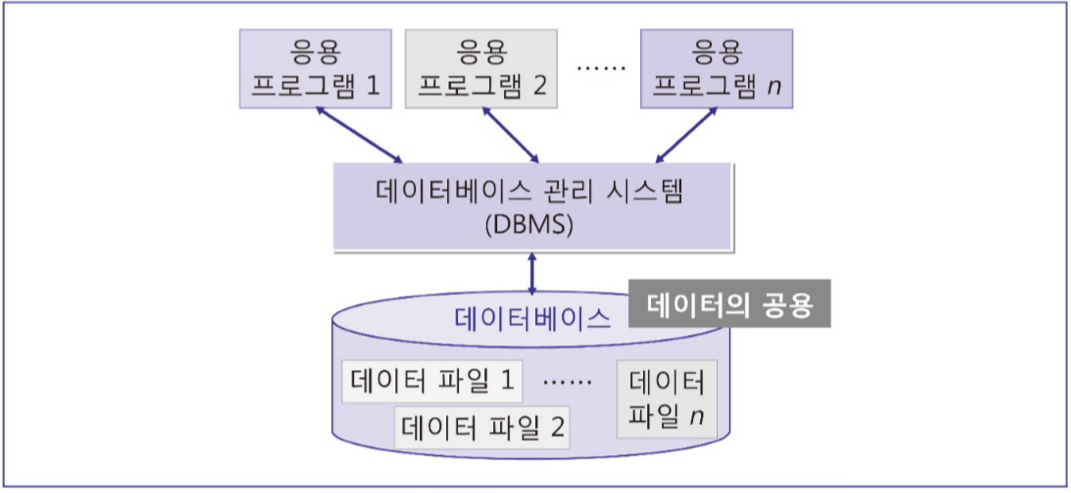 응용
프로그램 1
응용
프로그램 2
······
응용
프로그램 n
데이터베이스 관리 시스템
(DBMS)
데이터의 공용
데이터베이스
데이터 파일 1
······
데이터
파일 n
데이터 파일 2